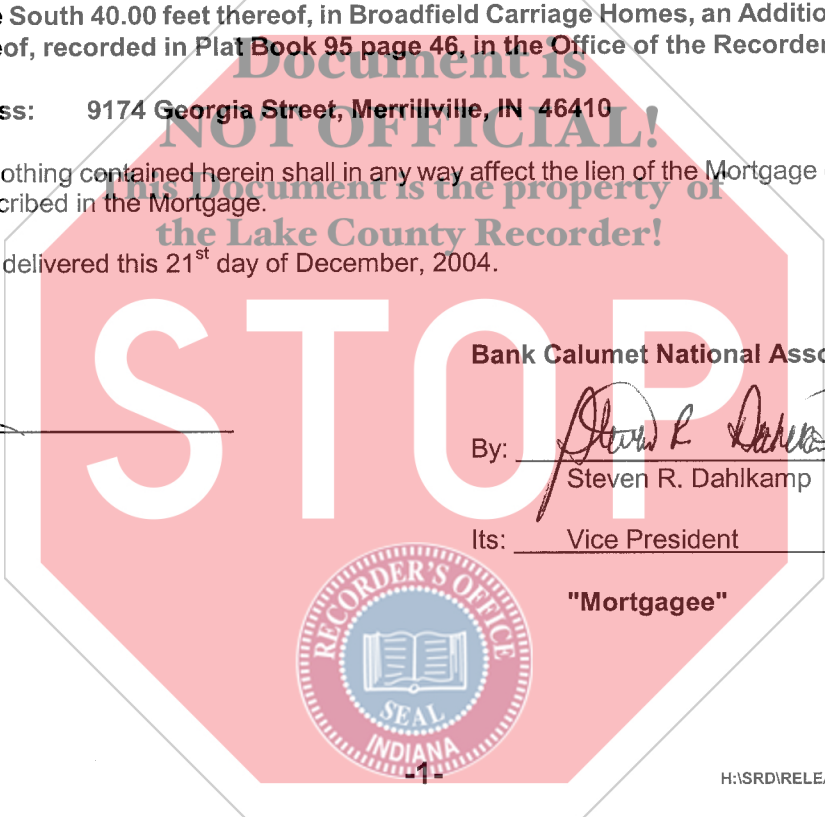 South 40.00 feet thereof, in Broadfield Carriage Homes, an Additio
eof, recorded in Plat Book 95 page 46, in the Office of the Recorder
Document is
ss: 9174 Georgia Street, Merrillville, IN 46410
NOT OFFICIAL!
othing contained herein shall in any way affect the lien of the Mortgage
This Document is the property of
cribed in the Mortgage.
the Lake County Recorder!
delivered this 21st day of December, 2004.
STOP
Bank Calumet National Asso
By: Steven R. Dahlkam
Steven R. Dahlkamp
Its: Vice President
"Mortgagee"
RECORDER'S OFFICE
SEAL
INDIANA
-1-
H:\SRD\RELEA